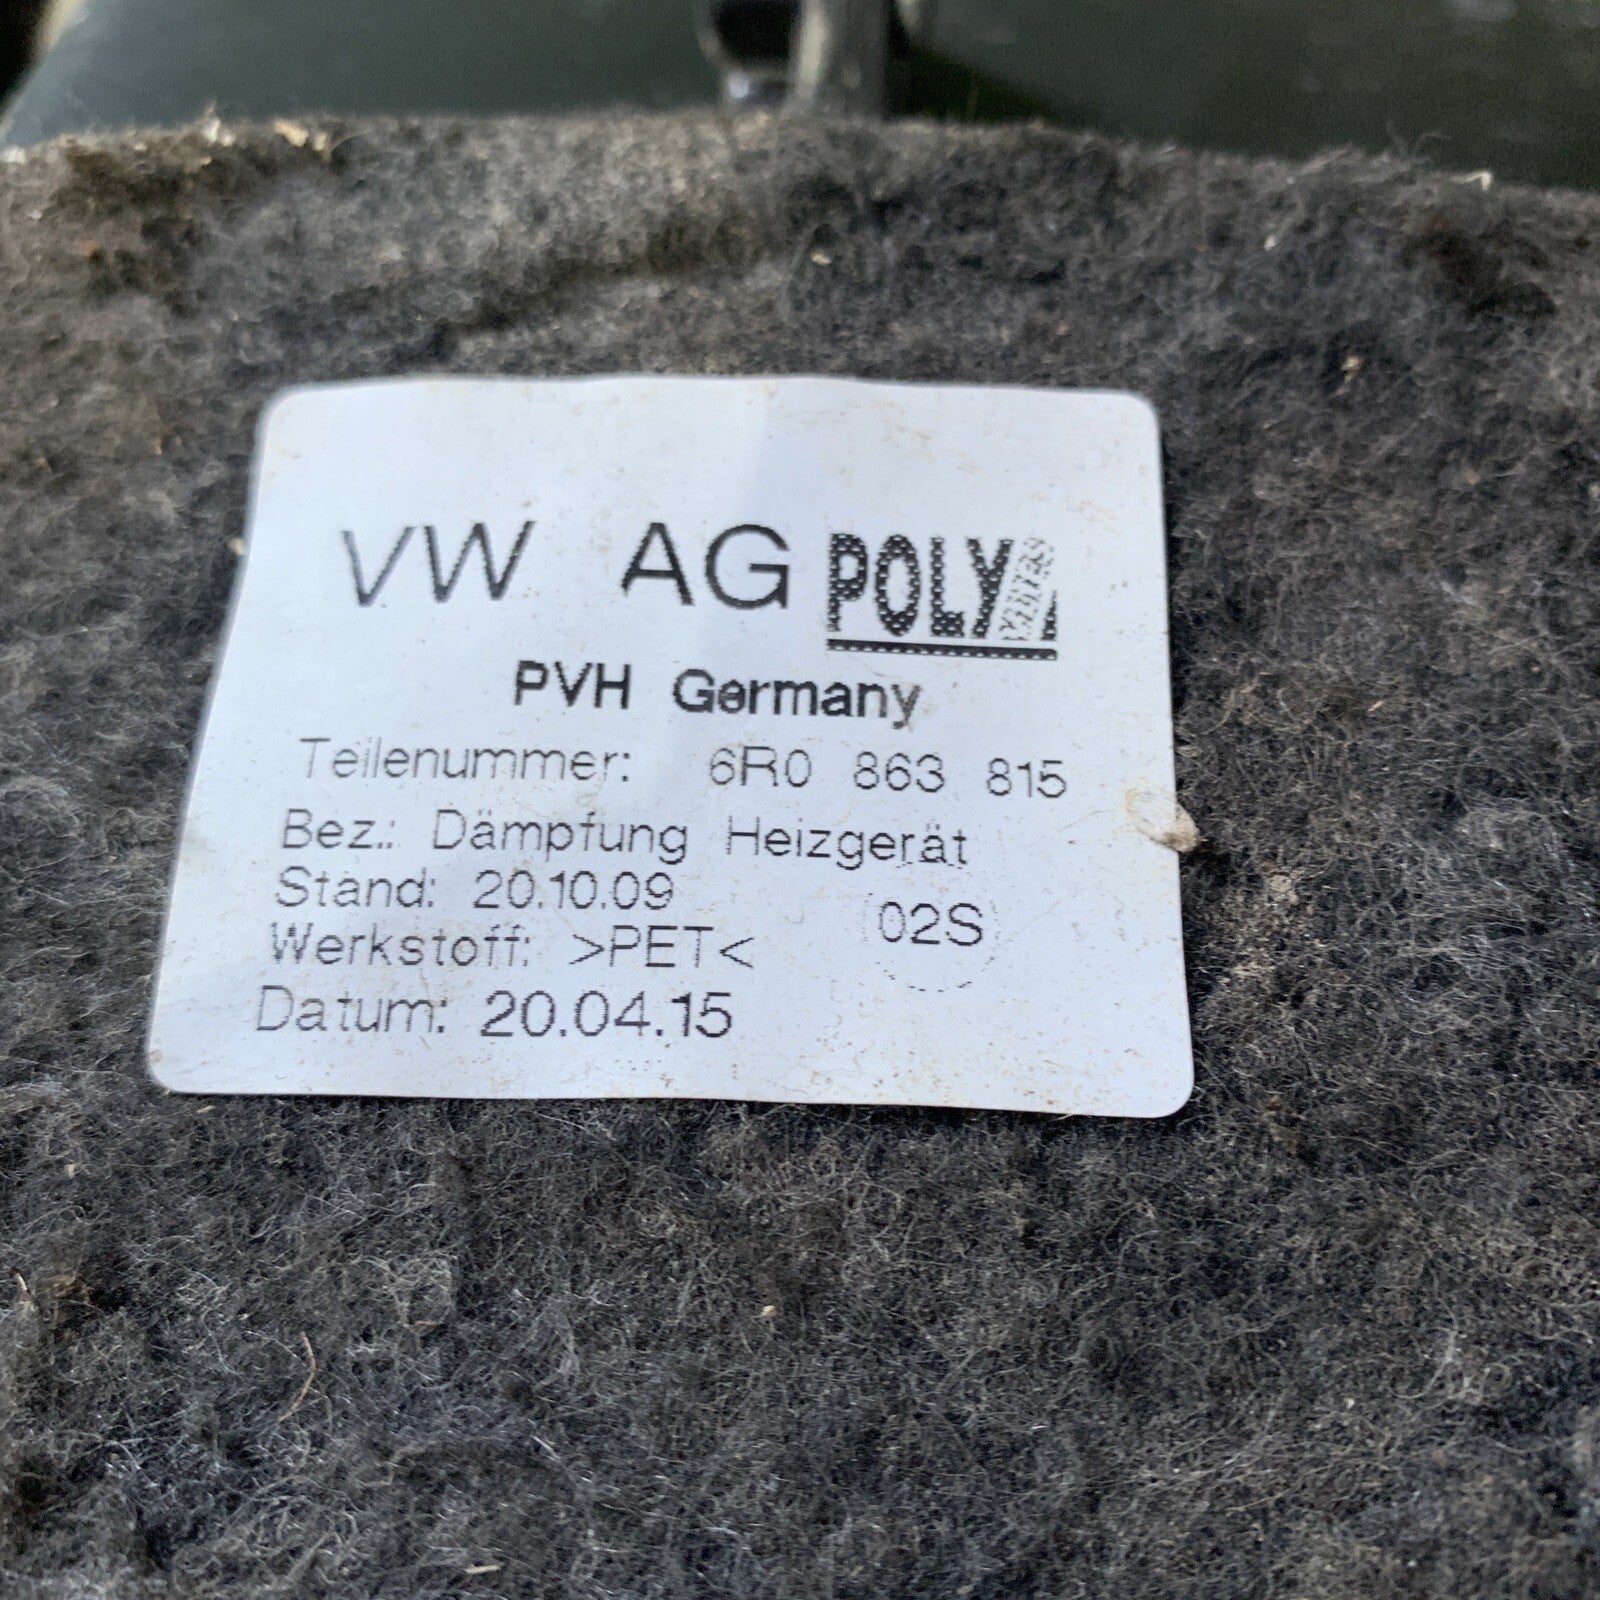 VW AG POLY
PVH Germany
Teilenummer: 6R0 863 815
Bez.: Dämpfung Heizgerät
Stand: 20.10.09
02S
Werkstoff: >PET<
Datum: 20.04.15